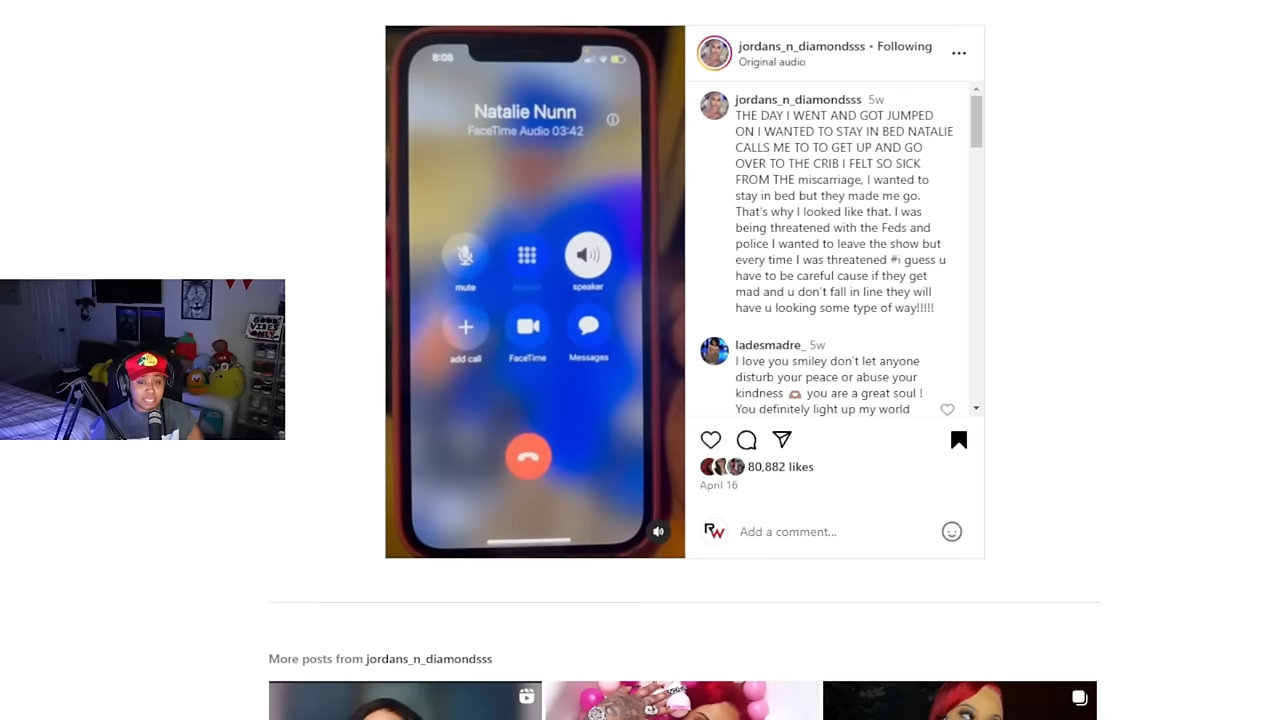 8:08
Natalie Nunn
FaceTime Audio 03:42
mute
speaker
add call
FaceTime
Messages
jordans_n_diamondsss • Following
Original audio
jordans_n_diamondsss 5w
THE DAY I WENT AND GOT JUMPED
ON I WANTED TO STAY IN BED NATALIE
CALLS ME TO TO GET UP AND GO
OVER TO THE CRIB I FELT SO SICK
FROM THE miscarriage, I wanted to
stay in bed but they made me go.
That's why I looked like that. I was
being threatened with the Feds and
police I wanted to leave the show but
every time I was threatened #i guess u
have to be careful cause if they get
mad and u don't fall in line they will
have u looking some type of way!!!!!
ladesmadre_ 5w
I love you smiley don't let anyone
disturb your peace or abuse your
kindness 🫶🏽 you are a great soul !
You definitely light up my world
80,882 likes
April 16
RW
Add a comment...
GOOD
VIBES
ONLY
More posts from jordans_n_diamondsss